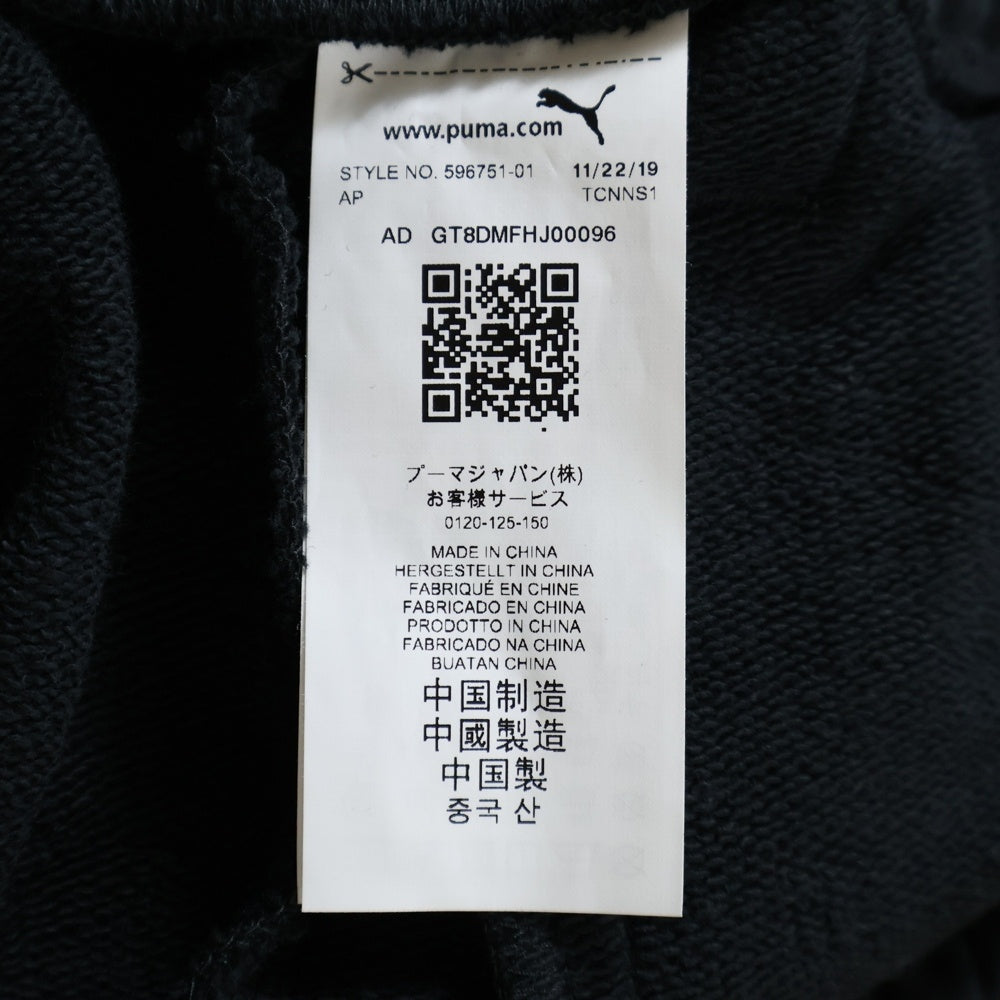 www.puma.com
STYLE NO. 596751-01 11/22/19
AP TCNNS1
AD GT8DMFHJ00096
プーマジャパン(株)
お客様サービス
0120-125-150
MADE IN CHINA
HERGESTELLT IN CHINA
FABRIQUÉ EN CHINE
FABRICADO EN CHINA
PRODOTTO IN CHINA
FABRICADO NA CHINA
BUATAN CHINA
中国制造
中國製造
中国製
중국 산